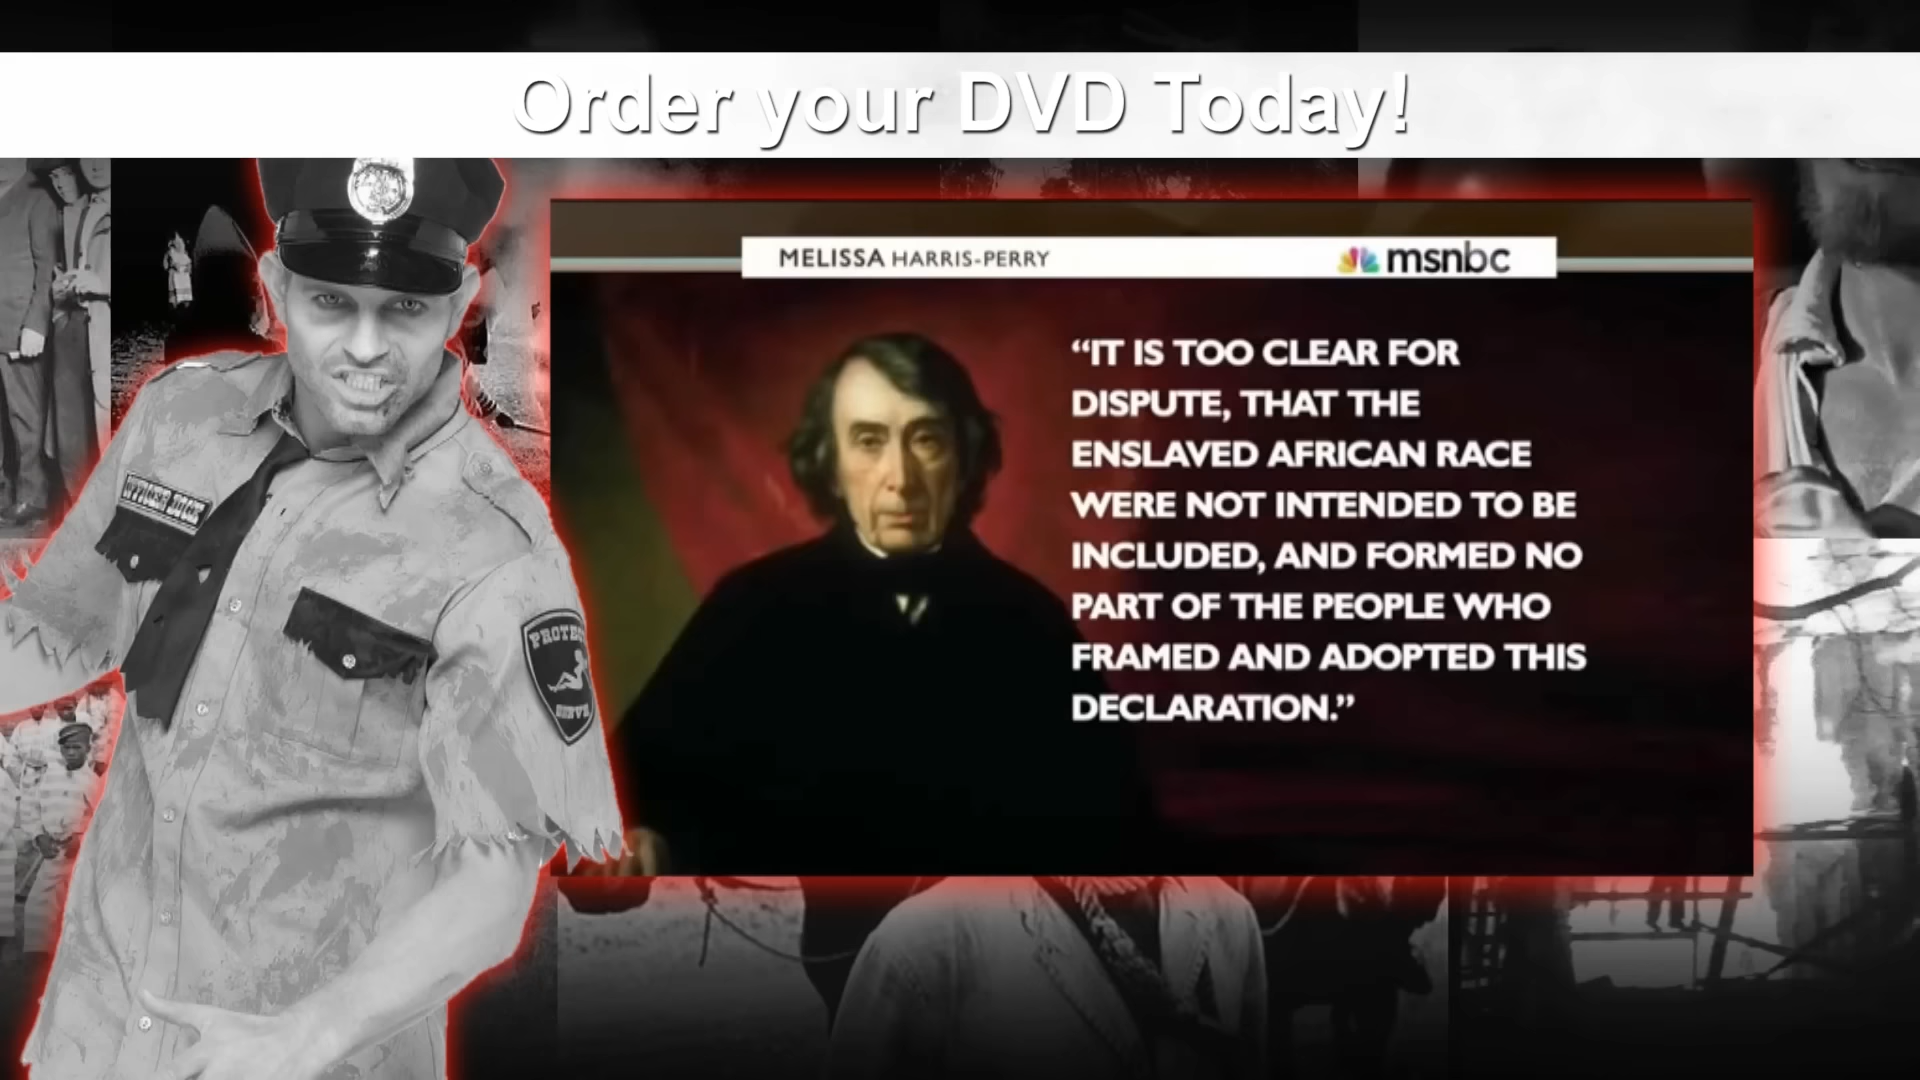 Order your DVD Today!
MELISSA HARRIS-PERRY
msnbc
“IT IS TOO CLEAR FOR
DISPUTE, THAT THE
ENSLAVED AFRICAN RACE
WERE NOT INTENDED TO BE
INCLUDED, AND FORMED NO
PART OF THE PEOPLE WHO
FRAMED AND ADOPTED THIS
DECLARATION.”
PROTECT